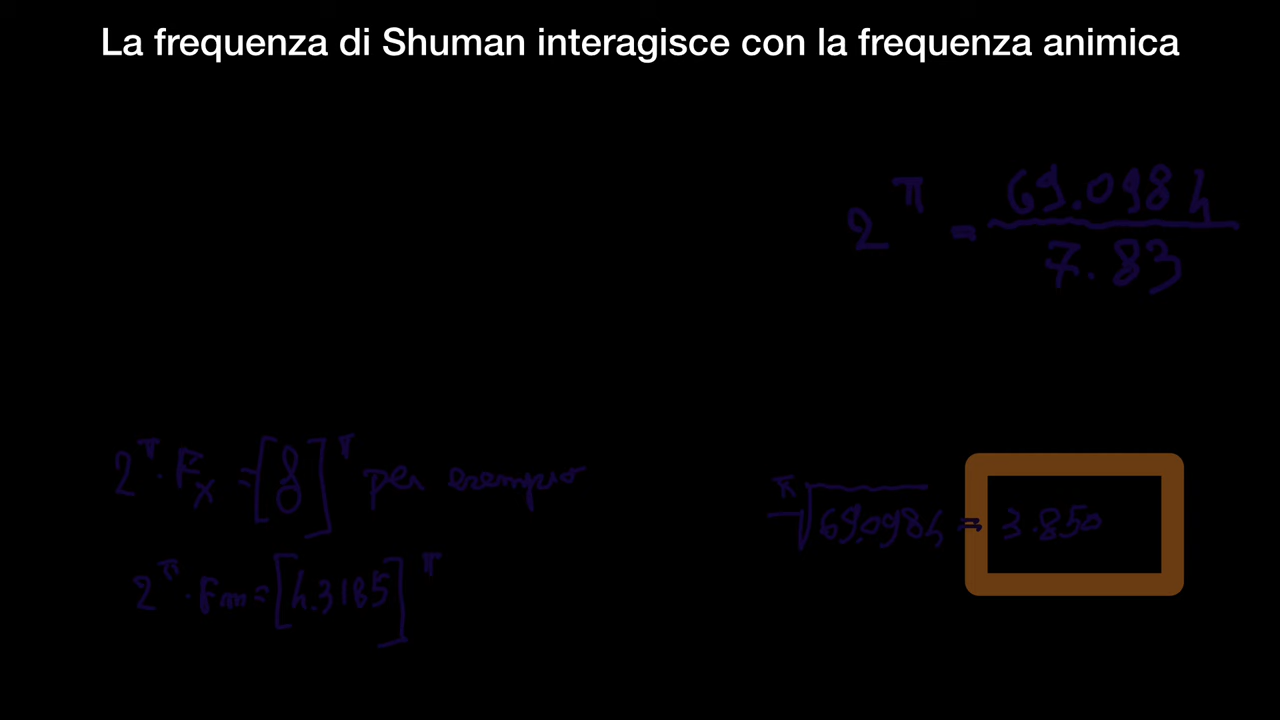 La frequenza di Shuman interagisce con la frequenza animica
2^π = 69.0984
7.83
2^π · Fx = [8]^π per esempio
π√69.0984 = 3.850
2^π · Fm = [4.3185]^π